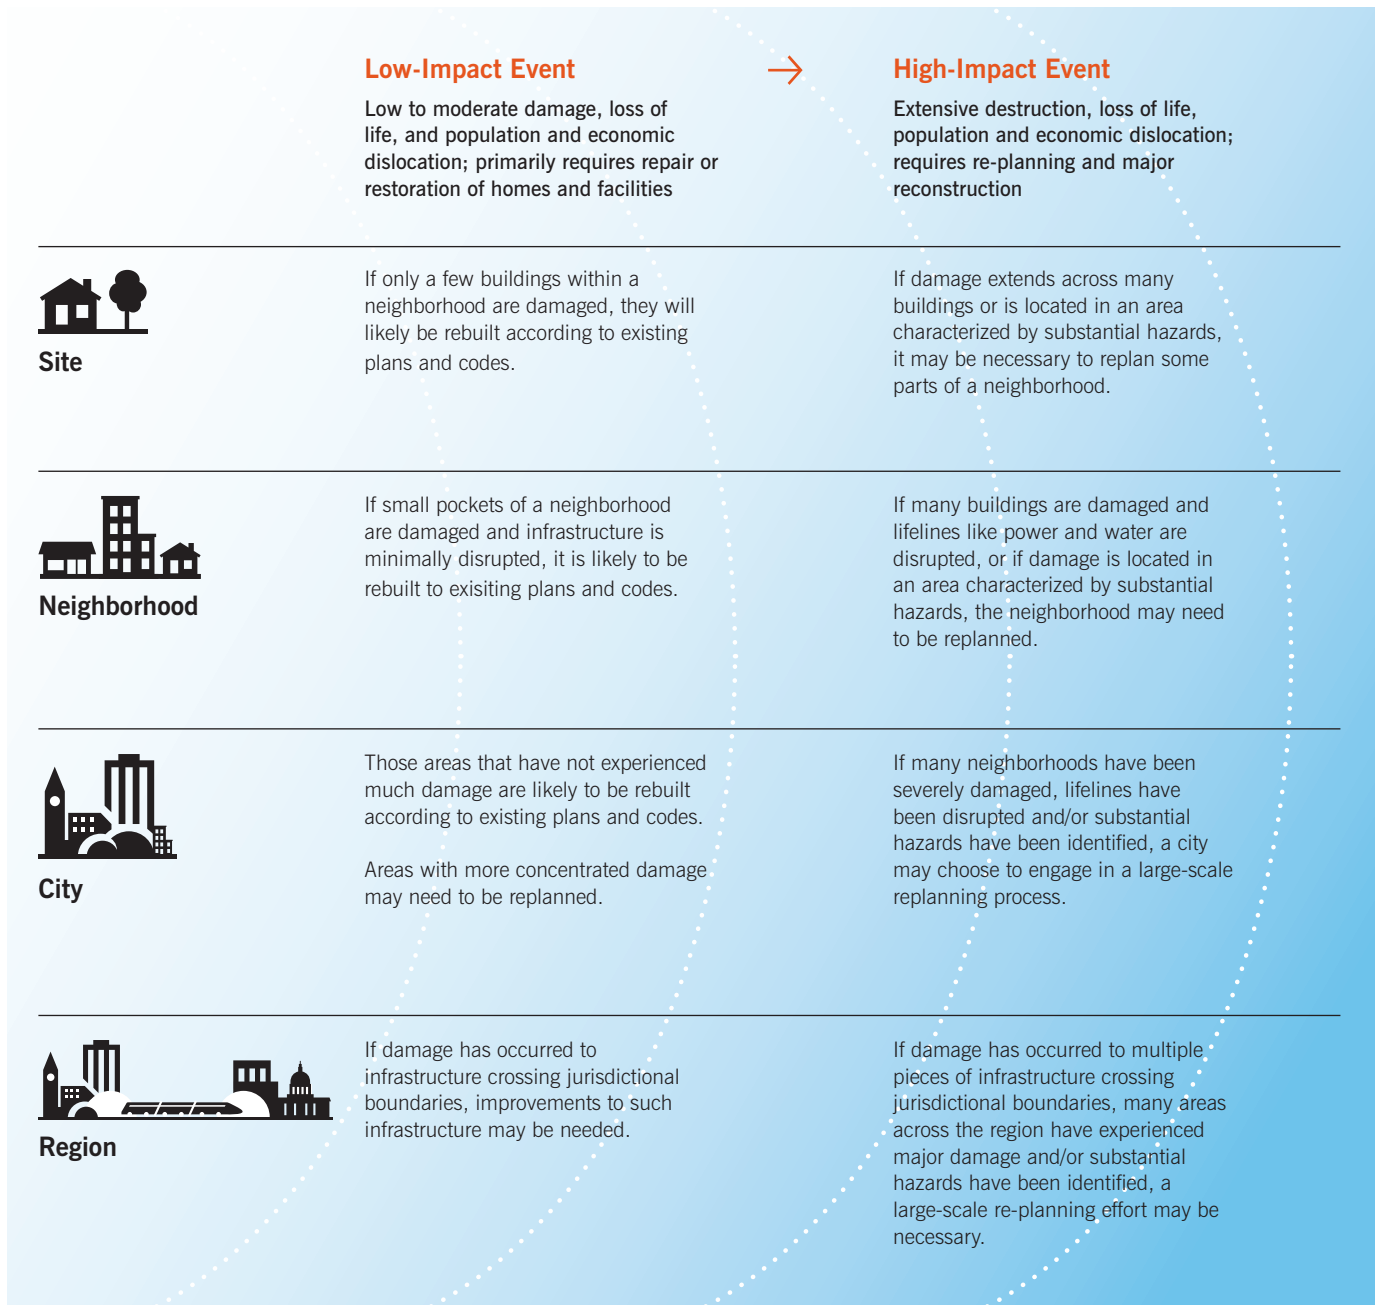 Low-Impact Event
Low to moderate damage, loss of
life, and population and economic
dislocation; primarily requires repair or
restoration of homes and facilities
High-Impact Event
Extensive destruction, loss of life,
population and economic dislocation;
requires re-planning and major
reconstruction
Site
If only a few buildings within a
neighborhood are damaged, they will
likely be rebuilt according to existing
plans and codes.
If damage extends across many
buildings or is located in an area
characterized by substantial hazards,
it may be necessary to replan some
parts of a neighborhood.
Neighborhood
If small pockets of a neighborhood
are damaged and infrastructure is
minimally disrupted, it is likely to be
rebuilt to exisiting plans and codes.
If many buildings are damaged and
lifelines like power and water are
disrupted, or if damage is located in
an area characterized by substantial
hazards, the neighborhood may need
to be replanned.
City
Those areas that have not experienced
much damage are likely to be rebuilt
according to existing plans and codes.
Areas with more concentrated damage
may need to be replanned.
If many neighborhoods have been
severely damaged, lifelines have
been disrupted and/or substantial
hazards have been identified, a city
may choose to engage in a large-scale
replanning process.
Region
If damage has occurred to
infrastructure crossing jurisdictional
boundaries, improvements to such
infrastructure may be needed.
If damage has occurred to multiple
pieces of infrastructure crossing
jurisdictional boundaries, many areas
across the region have experienced
major damage and/or substantial
hazards have been identified, a
large-scale re-planning effort may be
necessary.